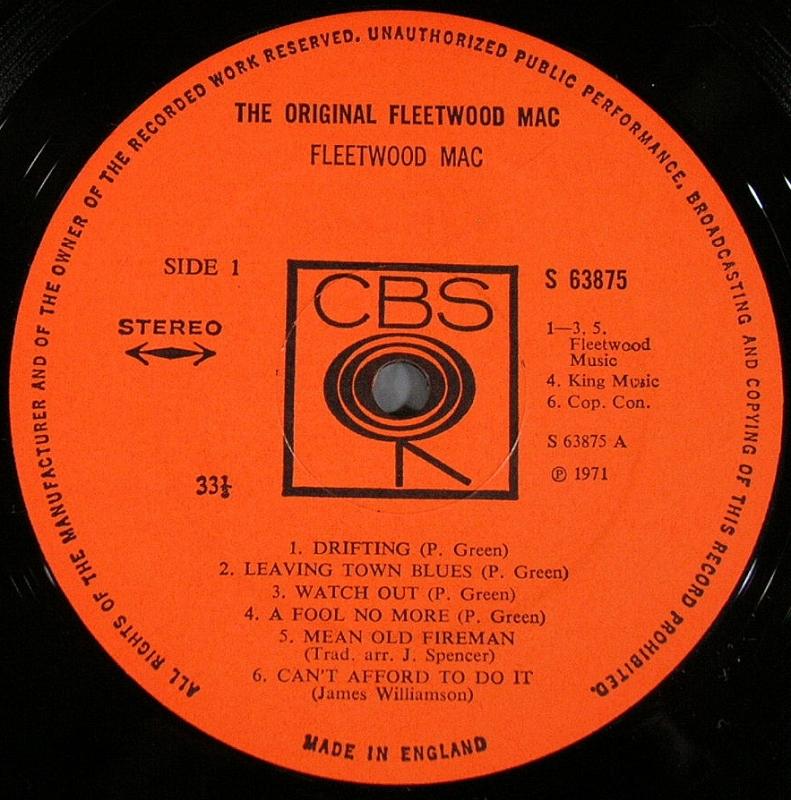 ALL RIGHTS OF THE MANUFACTURER AND OF THE OWNER OF THE RECORDED WORK RESERVED. UNAUTHORIZED PUBLIC PERFORMANCE, BROADCASTING AND COPYING OF THIS RECORD PROHIBITED.
THE ORIGINAL FLEETWOOD MAC
FLEETWOOD MAC
SIDE 1
STEREO
33⅓
CBS
S 63875
1—3, 5.
Fleetwood
Music
4. King Music
6. Cop. Con.
S 63875 A
℗ 1971
1. DRIFTING (P. Green)
2. LEAVING TOWN BLUES (P. Green)
3. WATCH OUT (P. Green)
4. A FOOL NO MORE (P. Green)
5. MEAN OLD FIREMAN
(Trad. arr. J. Spencer)
6. CAN'T AFFORD TO DO IT
(James Williamson)
MADE IN ENGLAND